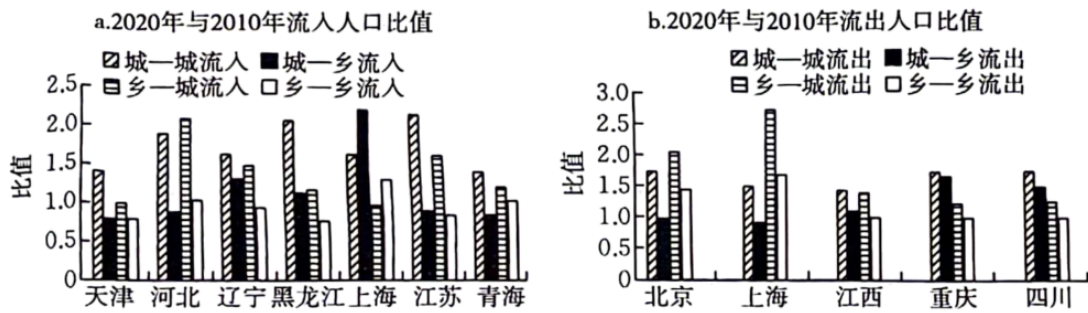 a.2020年与2010年流入人口比值
城—城流入 城—乡流入
乡—城流入 乡—乡流入
比值
2.5
2.0
1.5
1.0
0.5
0
天津 河北 辽宁 黑龙江 上海 江苏 青海
b.2020年与2010年流出人口比值
城—城流出 城—乡流出
乡—城流出 乡—乡流出
比值
3.0
2.5
2.0
1.5
1.0
0.5
0
北京 上海 江西 重庆 四川